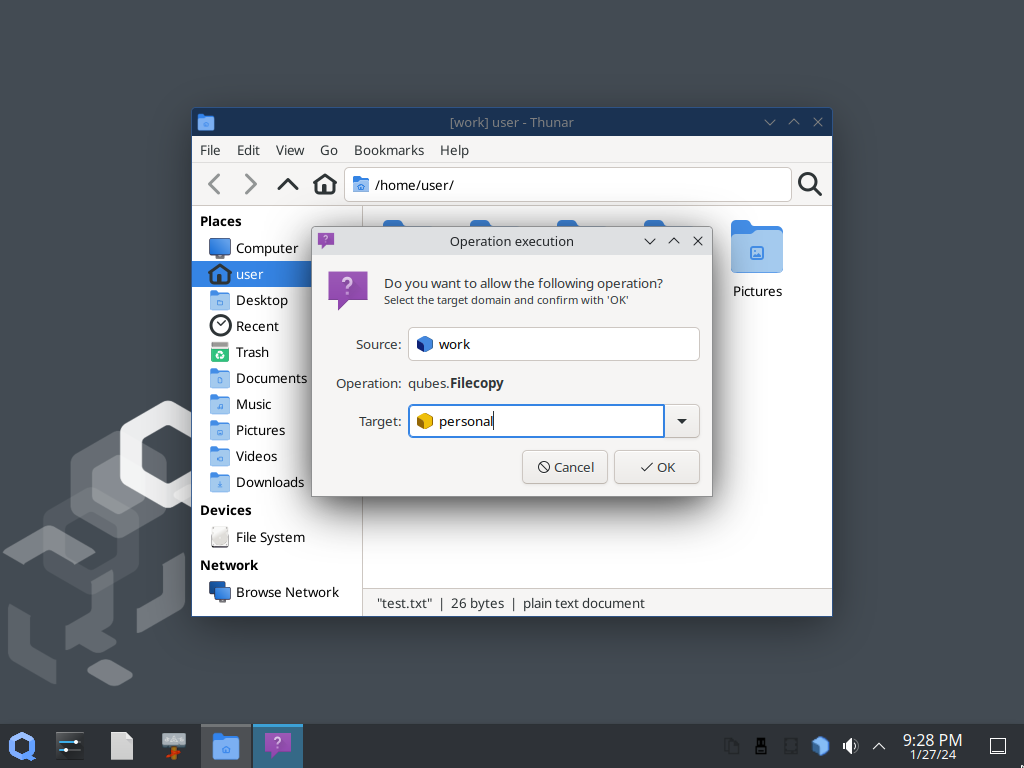 [work] user - Thunar
File Edit View Go Bookmarks Help
/home/user/
Places
Computer
user
Desktop
Recent
Trash
Documents
Music
Pictures
Videos
Downloads
Devices
File System
Network
Browse Network
Pictures
"test.txt" | 26 bytes | plain text document
Operation execution
Do you want to allow the following operation?
Select the target domain and confirm with 'OK'
Source: work
Operation: qubes.Filecopy
Target: personal
Cancel OK
9:28 PM
1/27/24